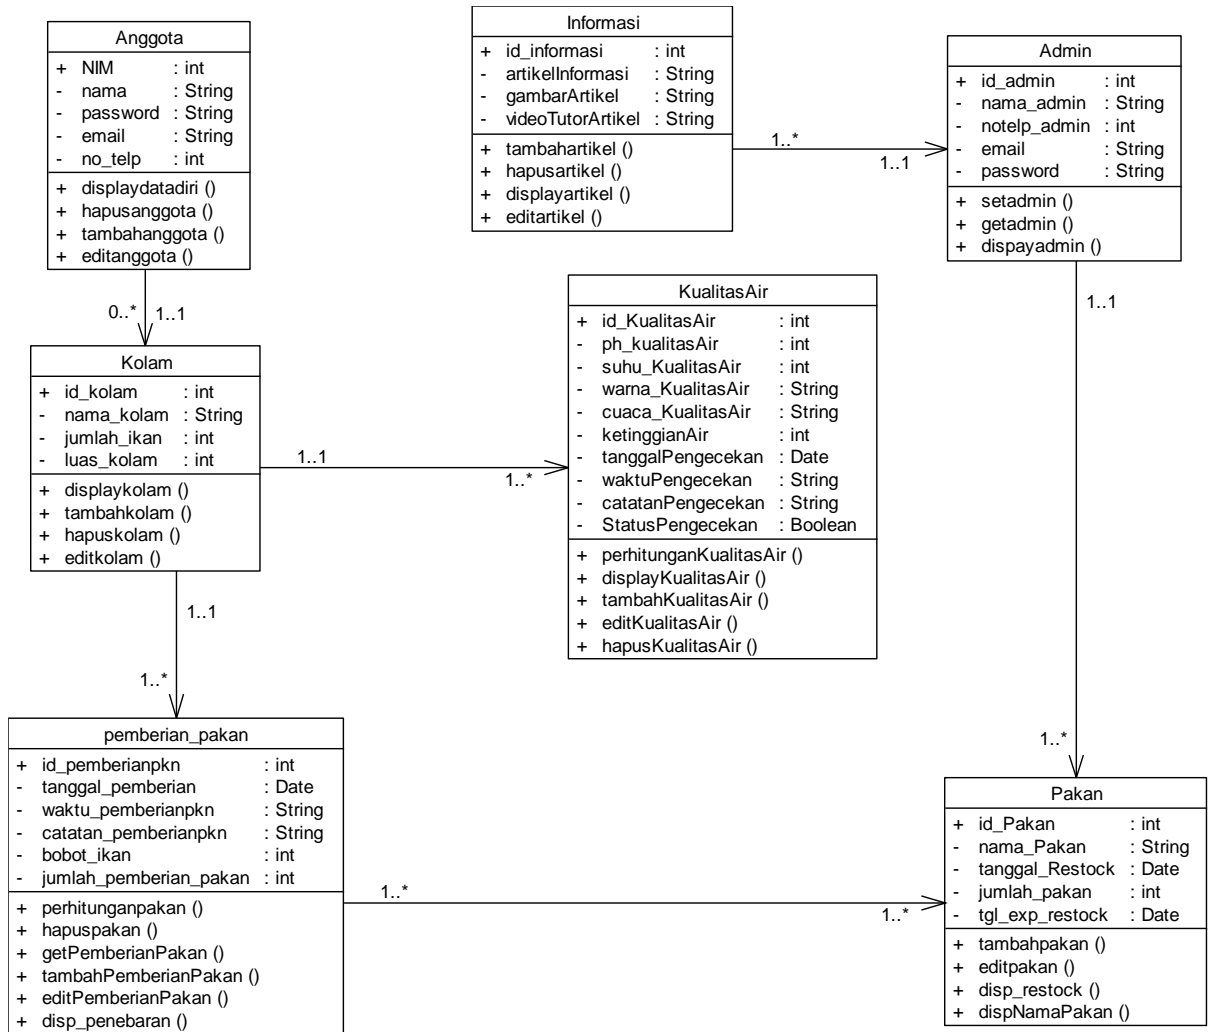 Anggota
+ NIM : int
- nama : String
- password : String
- email : String
- no_telp : int
+ displaydatadiri ()
+ hapusanggota ()
+ tambahanggota ()
+ editanggota ()
Informasi
+ id_informasi : int
- artikelInformasi : String
- gambarArtikel : String
- videoTutorArtikel : String
+ tambahartikel ()
+ hapusartikel ()
+ displayartikel ()
+ editartikel ()
1..*
1..1
Admin
+ id_admin : int
- nama_admin : String
- notelp_admin : int
- email : String
- password : String
+ setadmin ()
+ getadmin ()
+ dispayadmin ()
0..*
1..1
1..1
Kolam
+ id_kolam : int
- nama_kolam : String
- jumlah_ikan : int
- luas_kolam : int
+ displaykolam ()
+ tambahkolam ()
+ hapuskolam ()
+ editkolam ()
1..1
1..*
KualitasAir
+ id_KualitasAir : int
- ph_kualitasAir : int
- suhu_KualitasAir : int
- warna_KualitasAir : String
- cuaca_KualitasAir : String
- ketinggianAir : int
- tanggalPengecekan : Date
- waktuPengecekan : String
- catatanPengecekan : String
- StatusPengecekan : Boolean
+ perhitunganKualitasAir ()
+ displayKualitasAir ()
+ tambahKualitasAir ()
+ editKualitasAir ()
+ hapusKualitasAir ()
1..1
1..*
1..*
pemberian_pakan
+ id_pemberianpkn : int
- tanggal_pemberian : Date
- waktu_pemberianpkn : String
- catatan_pemberianpkn : String
- bobot_ikan : int
- jumlah_pemberian_pakan : int
+ perhitunganpakan ()
+ hapuspakan ()
+ getPemberianPakan ()
+ tambahPemberianPakan ()
+ editPemberianPakan ()
+ disp_penebaran ()
1..*
1..*
Pakan
+ id_Pakan : int
- nama_Pakan : String
- tanggal_Restock : Date
- jumlah_pakan : int
- tgl_exp_restock : Date
+ tambahpakan ()
+ editpakan ()
+ disp_restock ()
+ dispNamaPakan ()